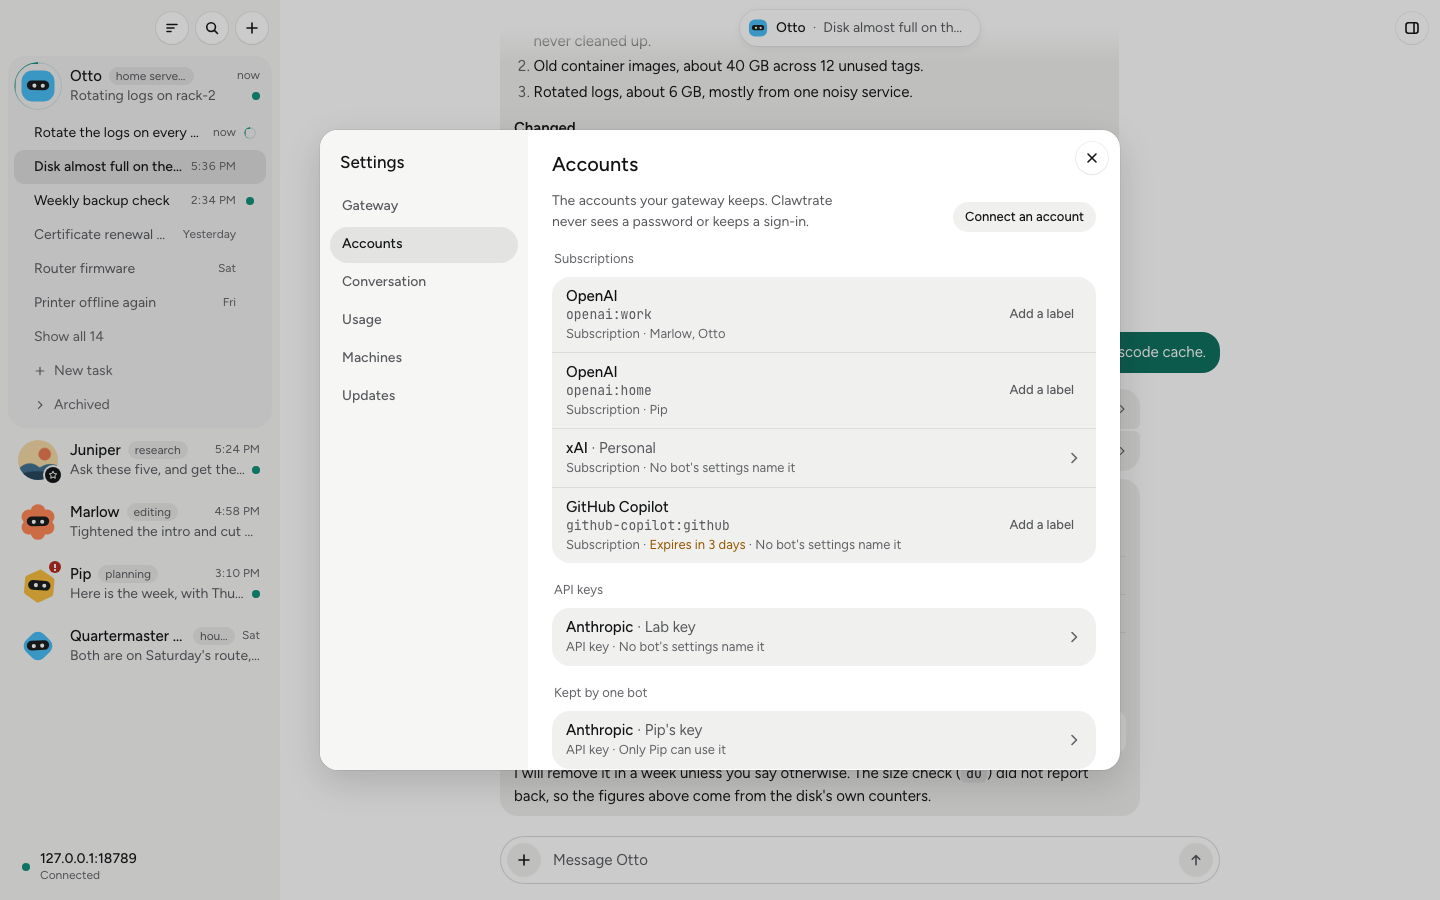 Otto home serve... now
Rotating logs on rack-2
Rotate the logs on every ... now
Disk almost full on the... 5:36 PM
Weekly backup check 2:34 PM
Certificate renewal ... Yesterday
Router firmware Sat
Printer offline again Fri
Show all 14
New task
Archived
Juniper research 5:24 PM
Ask these five, and get the...
Marlow editing 4:58 PM
Tightened the intro and cut ...
Pip planning 3:10 PM
Here is the week, with Thu...
Quartermaster ... hou... Sat
Both are on Saturday's route,...
127.0.0.1:18789
Connected
Otto · Disk almost full on th...
never cleaned up.
2. Old container images, about 40 GB across 12 unused tags.
3. Rotated logs, about 6 GB, mostly from one noisy service.
Changed
Settings
Gateway
Accounts
Conversation
Usage
Machines
Updates
Accounts
The accounts your gateway keeps. Clawtrate
never sees a password or keeps a sign-in.
Connect an account
Subscriptions
OpenAI
openai:work
Subscription · Marlow, Otto
Add a label
OpenAI
openai:home
Subscription · Pip
Add a label
xAI · Personal
Subscription · No bot's settings name it
GitHub Copilot
github-copilot:github
Subscription · Expires in 3 days · No bot's settings name it
Add a label
API keys
Anthropic · Lab key
API key · No bot's settings name it
Kept by one bot
Anthropic · Pip's key
API key · Only Pip can use it
scode cache.
I will remove it in a week unless you say otherwise. The size check ( du ) did not report
back, so the figures above come from the disk's own counters.
Message Otto